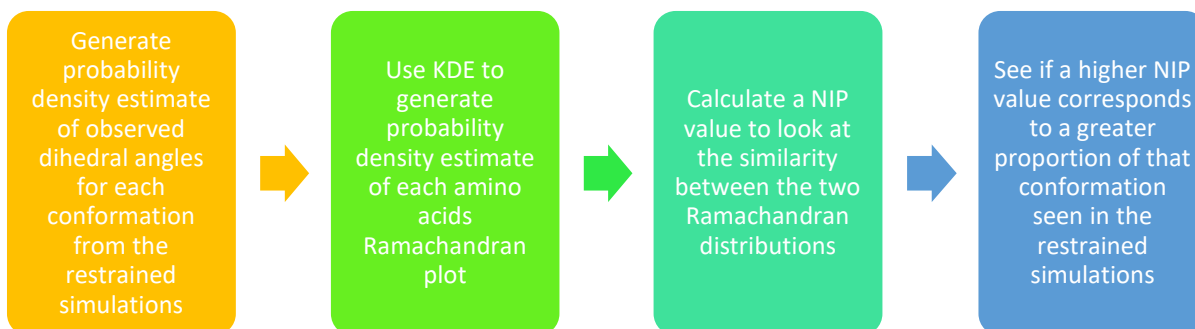 Generate
probability
density estimate
of observed
dihedral angles
for each
conformation
from the
restrained
simulations
Use KDE to
generate
probability
density estimate
of each amino
acids
Ramachandran
plot
Calculate a NIP
value to look at
the similarity
between the two
Ramachandran
distributions
See if a higher NIP
value corresponds
to a greater
proportion of that
conformation
seen in the
restrained
simulations